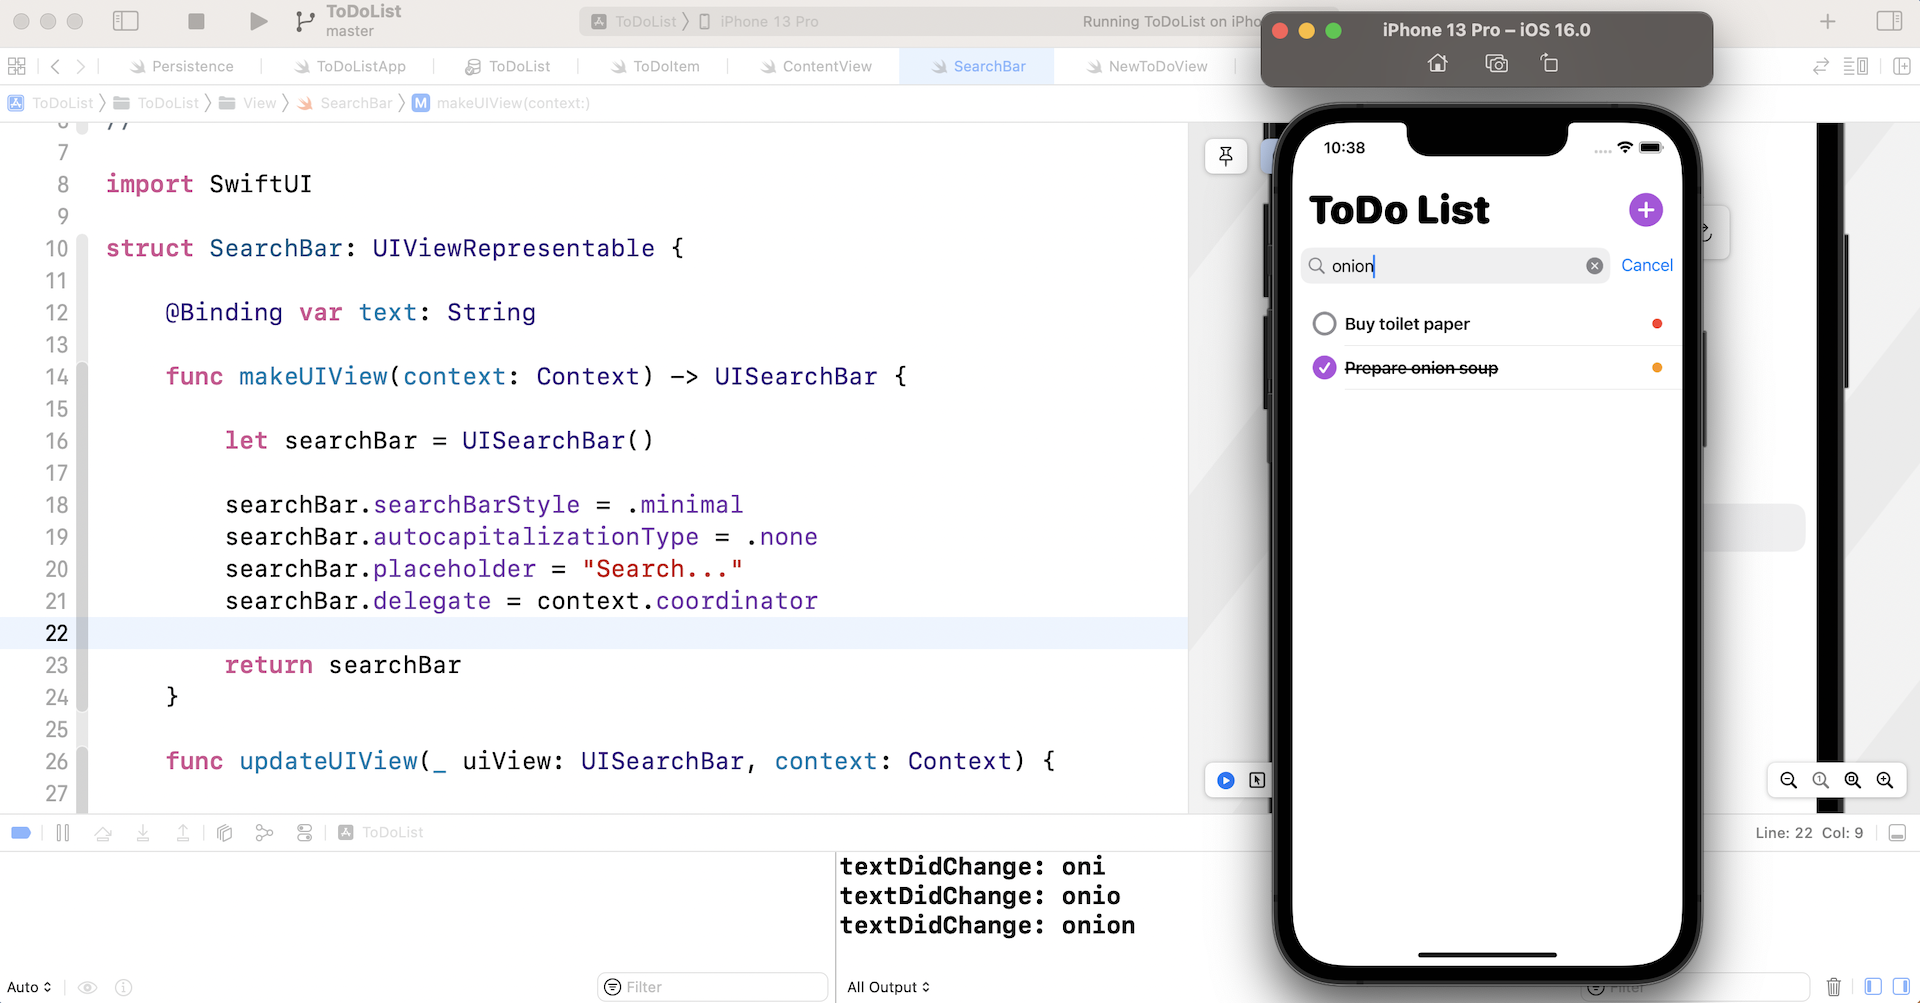 ToDoList
master
ToDoList
iPhone 13 Pro
Running ToDoList on iPho
Persistence
ToDoListApp
ToDoList
ToDoItem
ContentView
SearchBar
NewToDoView
ToDoList
ToDoList
View
SearchBar
M
makeUIView(context:)
7
8 import SwiftUI
9
10 struct SearchBar: UIViewRepresentable {
11
12 @Binding var text: String
13
14 func makeUIView(context: Context) -> UISearchBar {
15
16 let searchBar = UISearchBar()
17
18 searchBar.searchBarStyle = .minimal
19 searchBar.autocapitalizationType = .none
20 searchBar.placeholder = "Search..."
21 searchBar.delegate = context.coordinator
22
23 return searchBar
24 }
25
26 func updateUIView(_ uiView: UISearchBar, context: Context) {
27
ToDoList
Line: 22 Col: 9
textDidChange: oni
textDidChange: onio
textDidChange: onion
Auto
Filter
All Output
Filter
iPhone 13 Pro – iOS 16.0
10:38
ToDo List
onion
Cancel
Buy toilet paper
Prepare onion soup